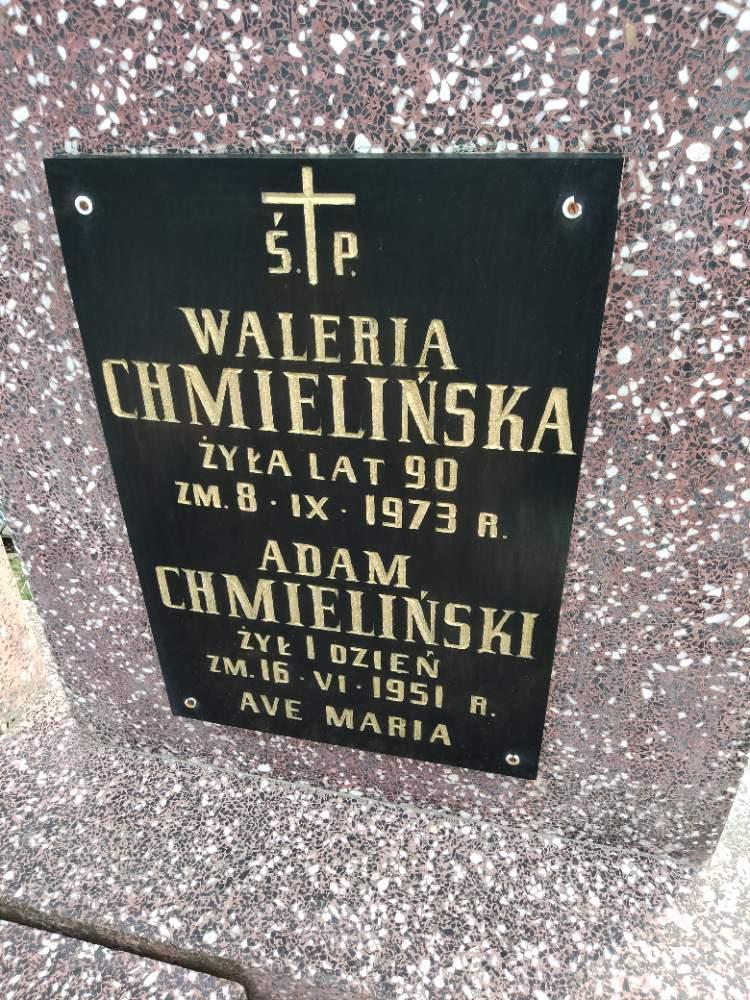 Ś. P.
WALERIA
CHMIELIŃSKA
ŻYŁA LAT 90
ZM. 8 · IX · 1973 R.
ADAM
CHMIELIŃSKI
ŻYŁ 1 DZIEŃ
ZM. 16 · VI · 1951 R.
AVE MARIA